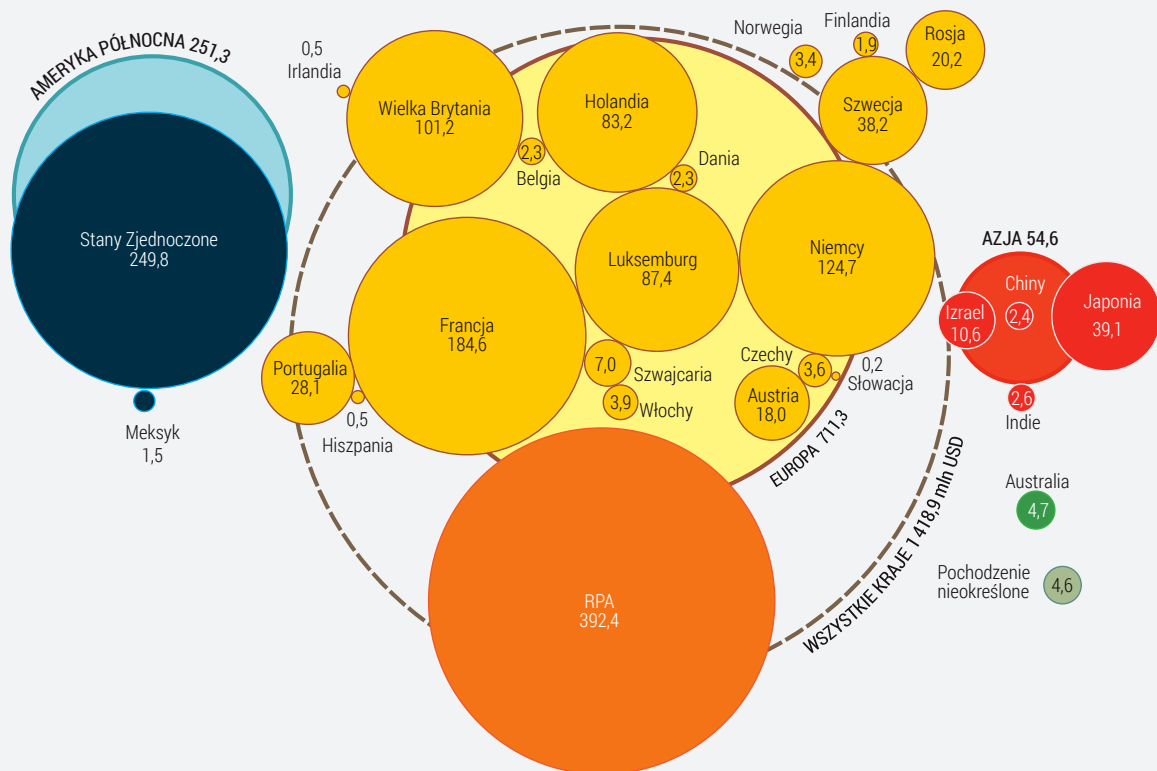 AMERYKA PÓŁNOCNA 251,3
Stany Zjednoczone
249,8
Meksyk
1,5
0,5
Irlandia
Wielka Brytania
101,2
2,3
Belgia
Holandia
83,2
Dania
2,3
Norwegia
3,4
Finlandia
1,9
Rosja
20,2
Szwecja
38,2
Luksemburg
87,4
Niemcy
124,7
Francja
184,6
Portugalia
28,1
0,5
Hiszpania
7,0
Szwajcaria
3,9
Włochy
Czechy
3,6
0,2
Słowacja
Austria
18,0
EUROPA 711,3
WSZYSTKIE KRAJE 1 418,9 mln USD
RPA
392,4
AZJA 54,6
Chiny
2,4
Izrael
10,6
Japonia
39,1
2,6
Indie
Australia
4,7
Pochodzenie
nieokreślone
4,6